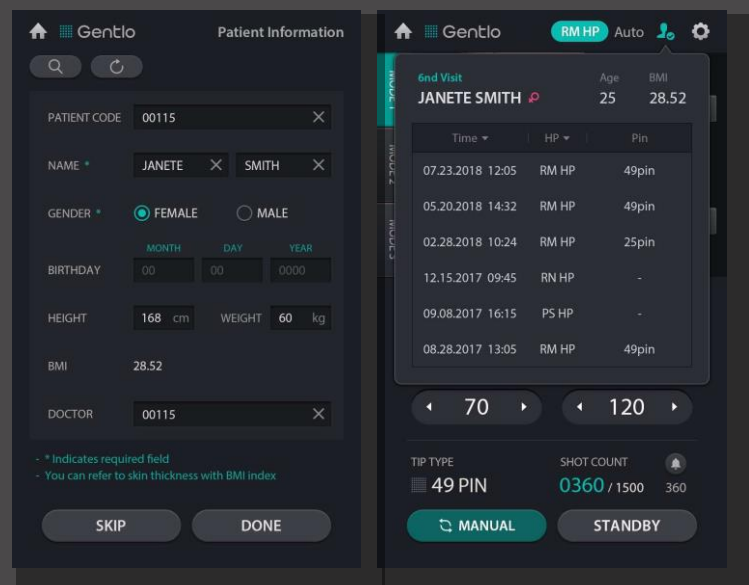 Gentlo Patient Information
PATIENT CODE 00115
NAME * JANETE SMITH
GENDER * FEMALE MALE
MONTH DAY YEAR
BIRTHDAY 00 00 0000
HEIGHT 168 cm WEIGHT 60 kg
BMI 28.52
DOCTOR 00115
- * Indicates required field
- You can refer to skin thickness with BMI index
SKIP DONE
Gentlo RM HP Auto
MODE 1
MODE 2
MODE 3
6nd Visit Age BMI
JANETE SMITH 25 28.52
Time HP Pin
07.23.2018 12:05 RM HP 49pin
05.20.2018 14:32 RM HP 49pin
02.28.2018 10:24 RM HP 25pin
12.15.2017 09:45 RN HP -
09.08.2017 16:15 PS HP -
08.28.2017 13:05 RM HP 49pin
70 120
TIP TYPE SHOT COUNT
49 PIN 0360 / 1500 360
MANUAL STANDBY